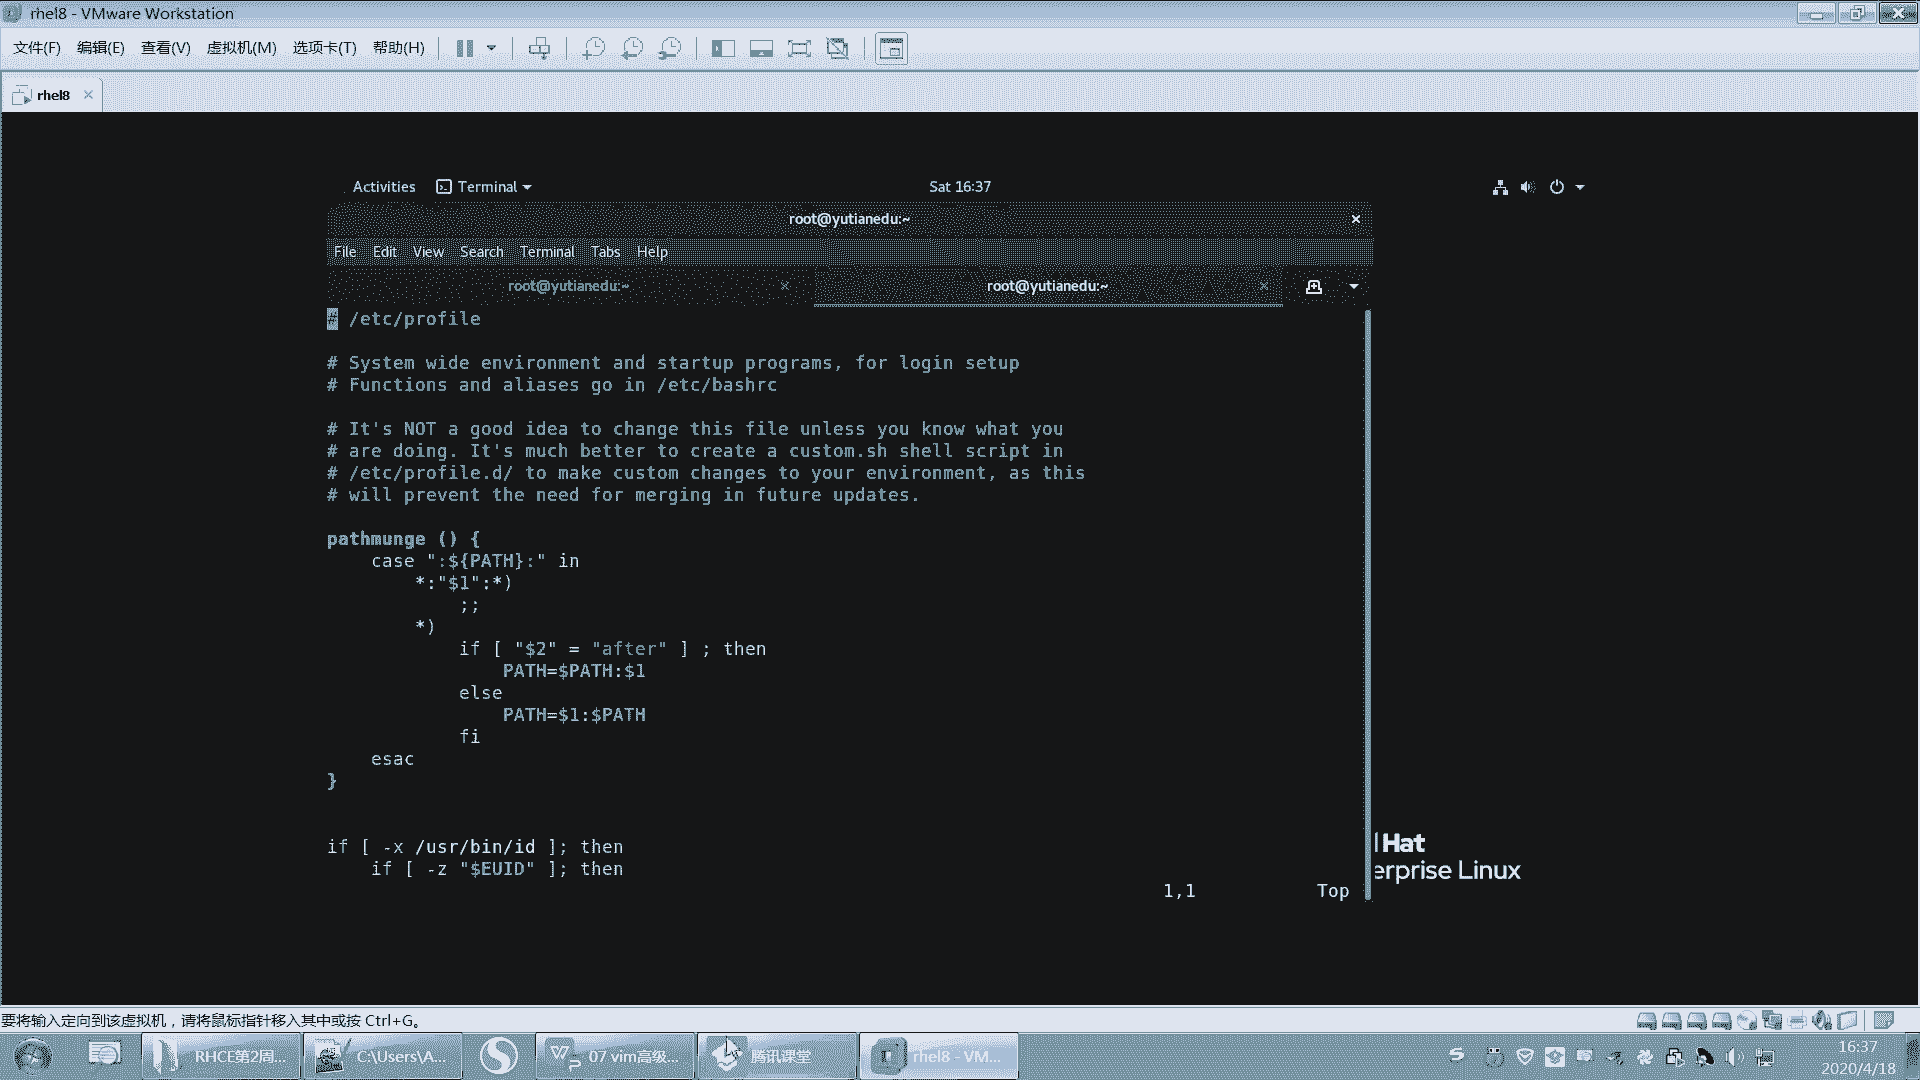 rhel8 - VMware Workstation
文件(F) 编辑(E) 查看(V) 虚拟机(M) 选项卡(T) 帮助(H)
rhel8
Activities Terminal Sat 16:37
root@yutianedu:~
File Edit View Search Terminal Tabs Help
root@yutianedu:~ root@yutianedu:~
# /etc/profile
# System wide environment and startup programs, for login setup
# Functions and aliases go in /etc/bashrc
# It's NOT a good idea to change this file unless you know what you
# are doing. It's much better to create a custom.sh shell script in
# /etc/profile.d/ to make custom changes to your environment, as this
# will prevent the need for merging in future updates.
pathmunge () {
case ":${PATH}:" in
*:"$1":*)
;;
*)
if [ "$2" = "after" ] ; then
PATH=$PATH:$1
else
PATH=$1:$PATH
fi
esac
}
if [ -x /usr/bin/id ]; then
if [ -z "$EUID" ]; then
1,1 Top
Hat
erprise Linux
要将输入定向到该虚拟机，请将鼠标指针移入其中或按 Ctrl+G。
RHCE第2周... C:\Users\A... 07 vim高级... 腾讯课堂 rhel8 - VM... 16:37
2020/4/18